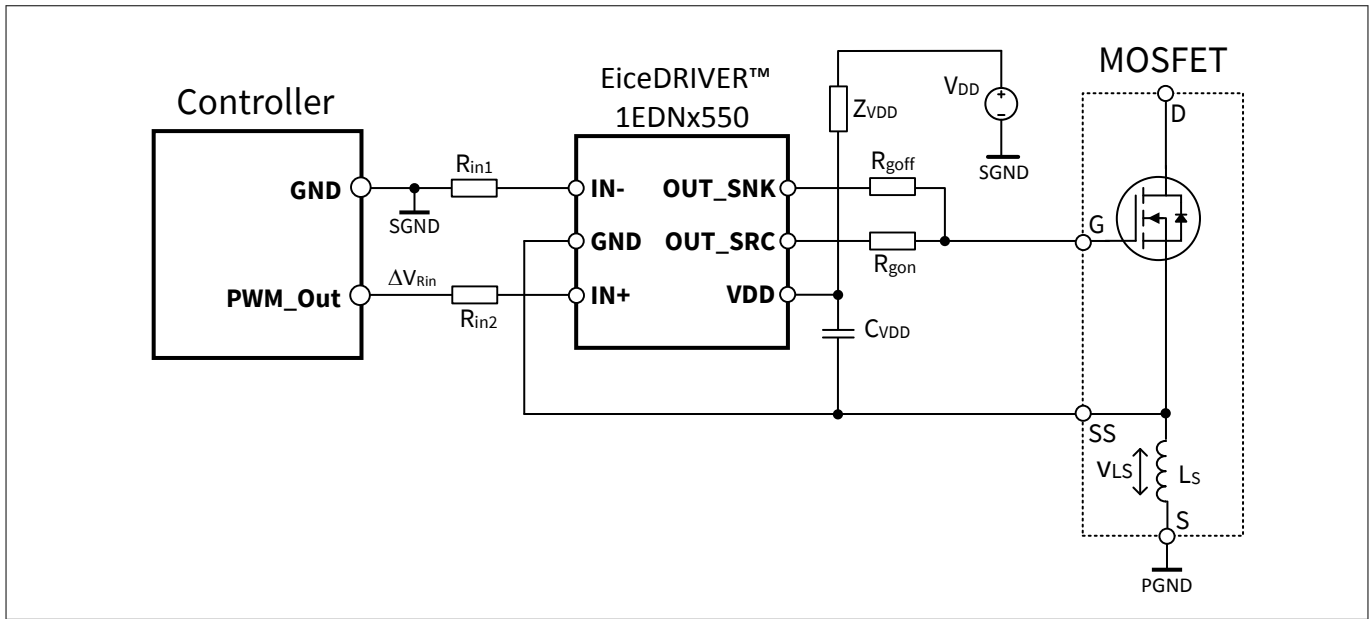 Controller
GND
PWM_Out
SGND
Rin1
ΔVRin
Rin2
EiceDRIVER™
1EDNx550
IN-
GND
IN+
OUT_SNK
OUT_SRC
VDD
ZVDD
VDD
SGND
Rgoff
Rgon
CVDD
MOSFET
D
G
SS
vLS
LS
S
PGND